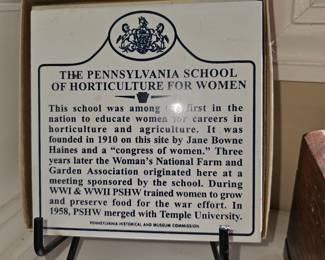 THE PENNSYLVANIA SCHOOL
OF HORTICULTURE FOR WOMEN
This school was among the first in the
nation to educate women for careers in
horticulture and agriculture. It was
founded in 1910 on this site by Jane Bowne
Haines and a “congress of women.” Three
years later the Woman's National Farm and
Garden Association originated here at a
meeting sponsored by the school. During
WWI & WWII PSHW trained women to grow
and preserve food for the war effort. In
1958, PSHW merged with Temple University.
PENNSYLVANIA HISTORICAL AND MUSEUM COMMISSION